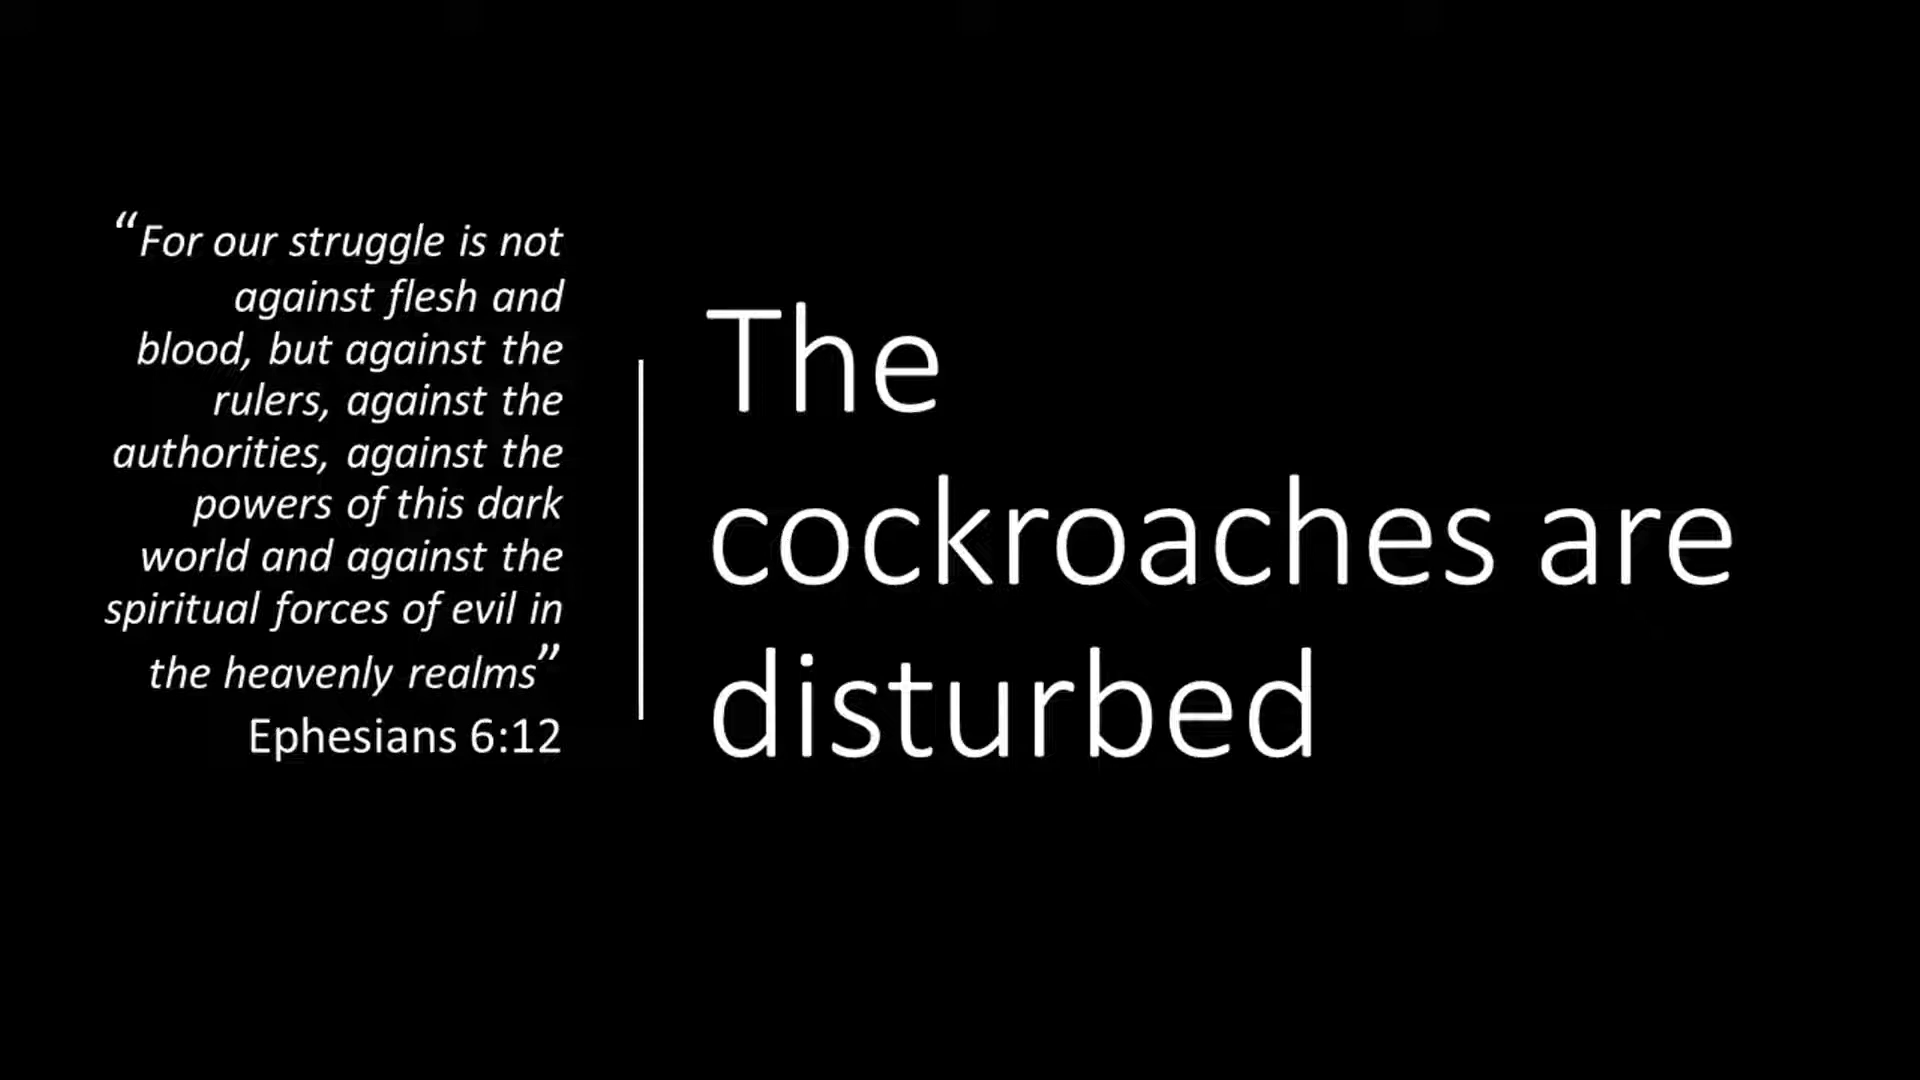 “For our struggle is not
against flesh and
blood, but against the
rulers, against the
authorities, against the
powers of this dark
world and against the
spiritual forces of evil in
the heavenly realms”
Ephesians 6:12
The
cockroaches are
disturbed